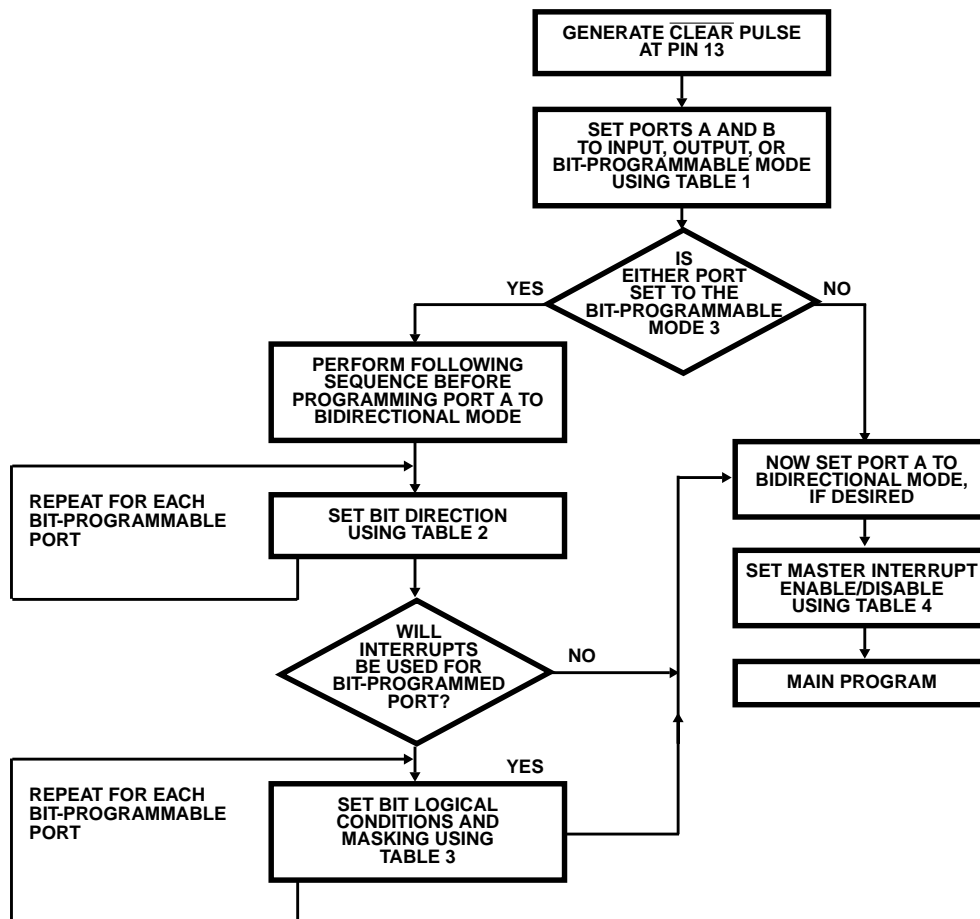 GENERATE CLEAR PULSE
AT PIN 13
SET PORTS A AND B
TO INPUT, OUTPUT, OR
BIT-PROGRAMMABLE MODE
USING TABLE 1
IS
EITHER PORT
SET TO THE
BIT-PROGRAMMABLE
MODE 3
YES
NO
PERFORM FOLLOWING
SEQUENCE BEFORE
PROGRAMMING PORT A TO
BIDIRECTIONAL MODE
REPEAT FOR EACH
BIT-PROGRAMMABLE
PORT
SET BIT DIRECTION
USING TABLE 2
NOW SET PORT A TO
BIDIRECTIONAL MODE,
IF DESIRED
SET MASTER INTERRUPT
ENABLE/DISABLE
USING TABLE 4
MAIN PROGRAM
WILL
INTERRUPTS
BE USED FOR
BIT-PROGRAMMED
PORT?
NO
YES
REPEAT FOR EACH
BIT-PROGRAMMABLE
PORT
SET BIT LOGICAL
CONDITIONS AND
MASKING USING
TABLE 3